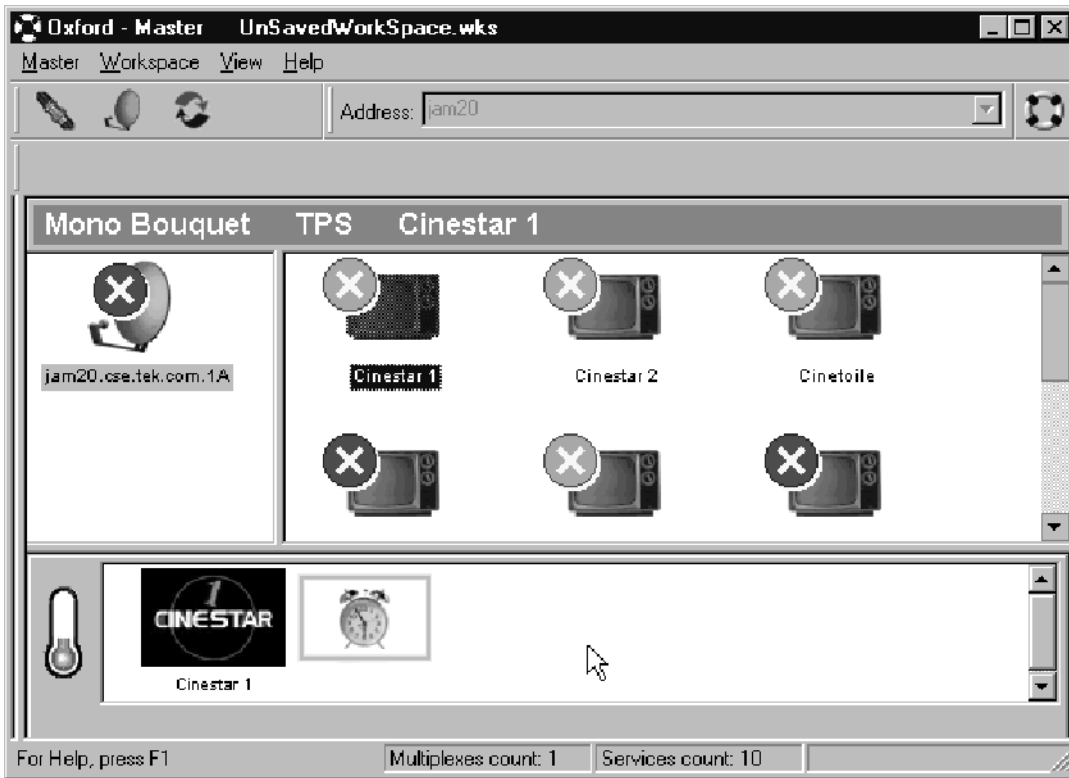 Oxford - Master UnSavedWorkSpace.wks
Master Workspace View Help
Address: jam20
Mono Bouquet TPS Cinestar 1
jam20.cse.tek.com.1A
Cinestar 1 Cinestar 2 Cinetoile
1
CINESTAR
Cinestar 1
For Help, press F1 Multiplexes count: 1 Services count: 10